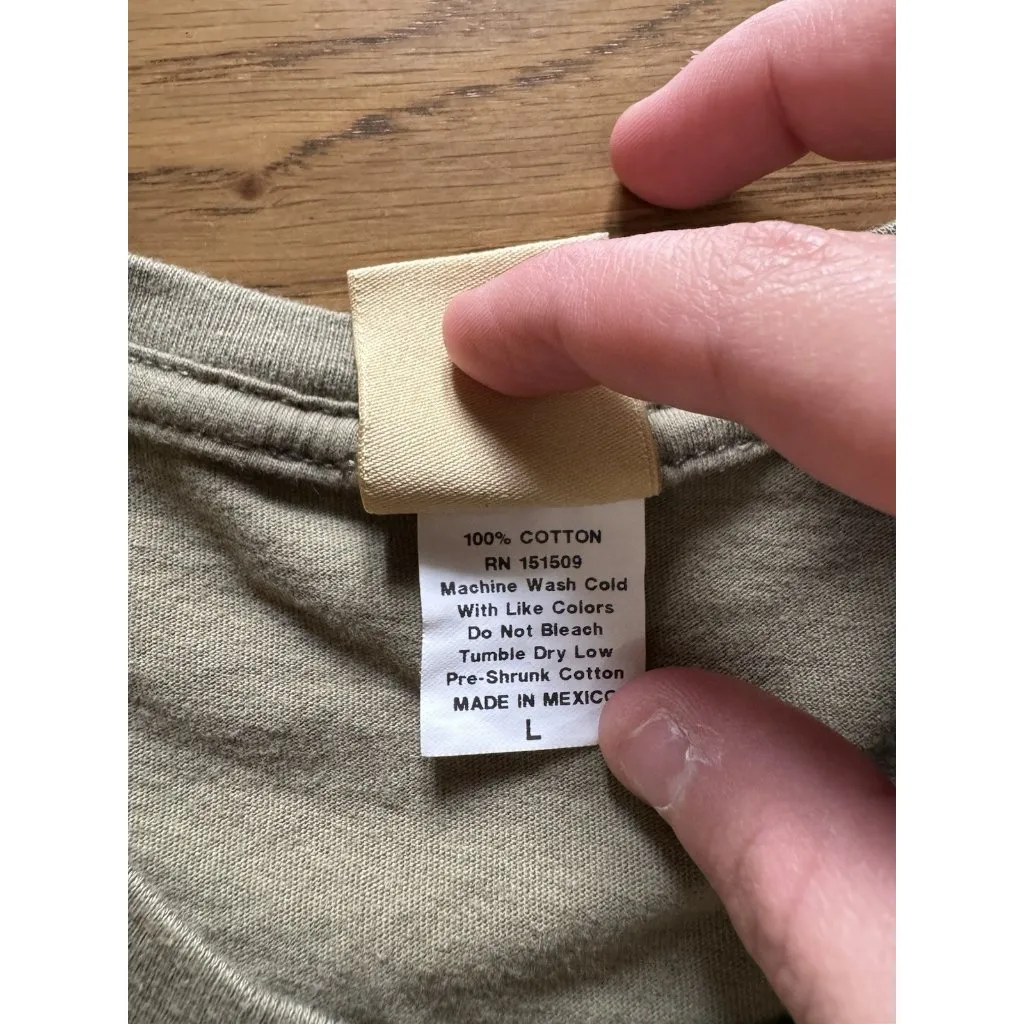 100% COTTON
RN 151509
Machine Wash Cold
With Like Colors
Do Not Bleach
Tumble Dry Low
Pre-Shrunk Cotton
MADE IN MEXICO
L